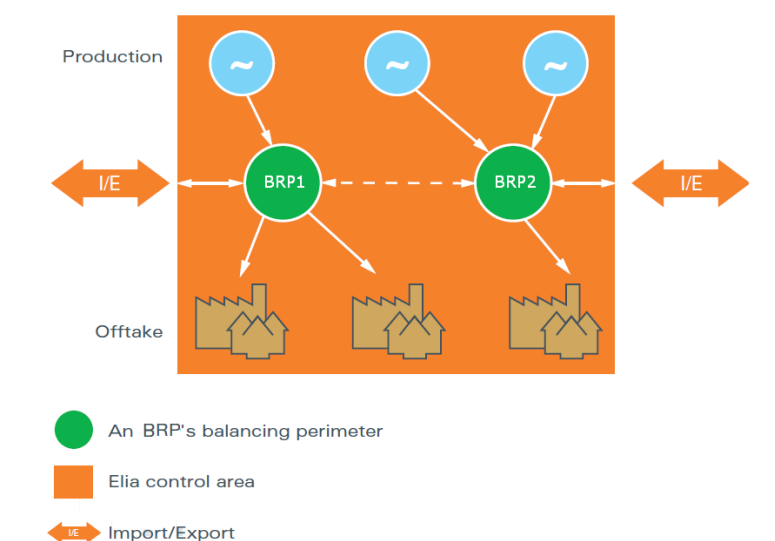 Production
~ ~ ~
I/E BRP1 BRP2 I/E
Offtake
An BRP's balancing perimeter
Elia control area
I/E Import/Export